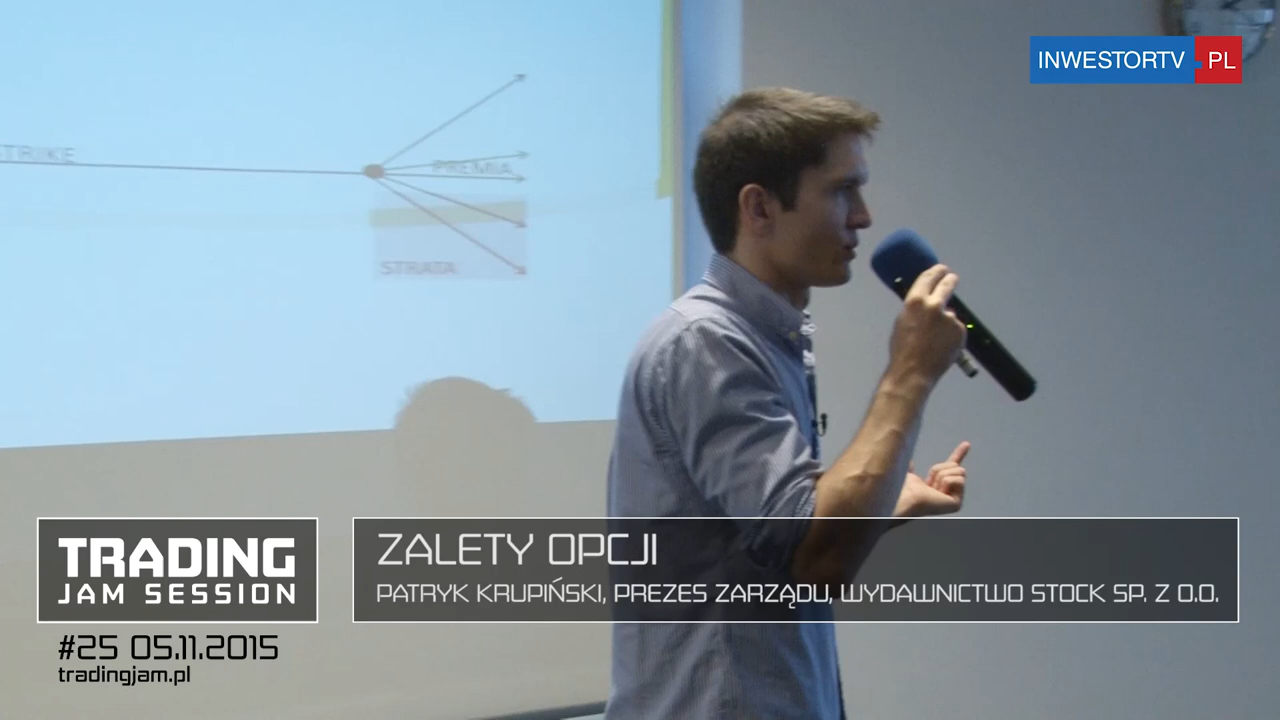 INWESTORTV.PL
PREMIA
STRATA
TRADING
JAM SESSION
ZALETY OPCJI
PATRYK KRUPIŃSKI, PREZES ZARZĄDU, WYDAWNICTWO STOCK SP. Z O.O.
#25 05.11.2015
tradingjam.pl